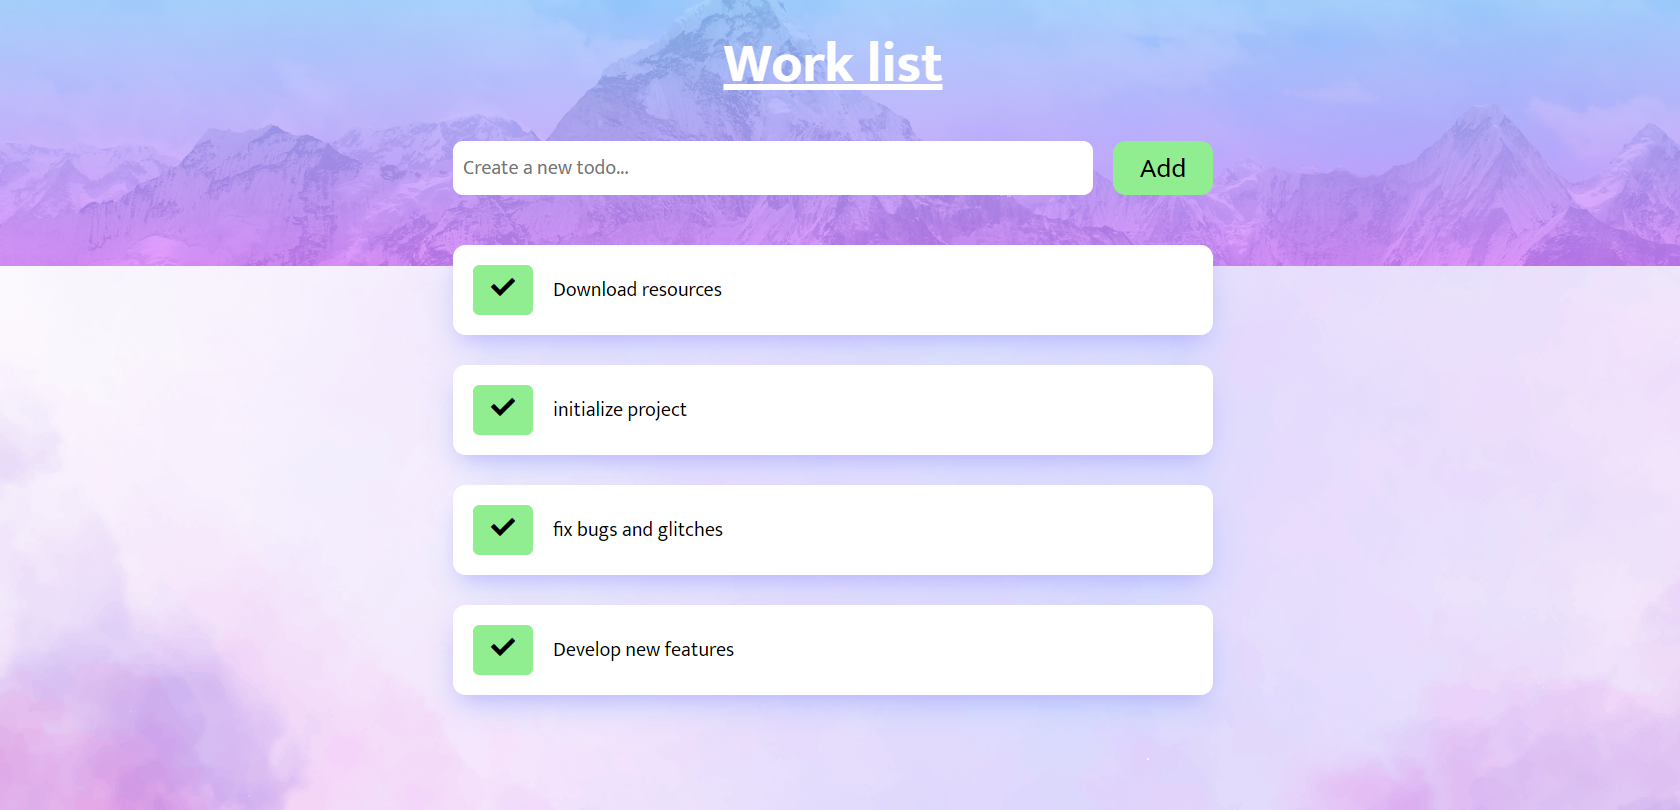 Work list
Create a new todo...
Add
Download resources
initialize project
fix bugs and glitches
Develop new features